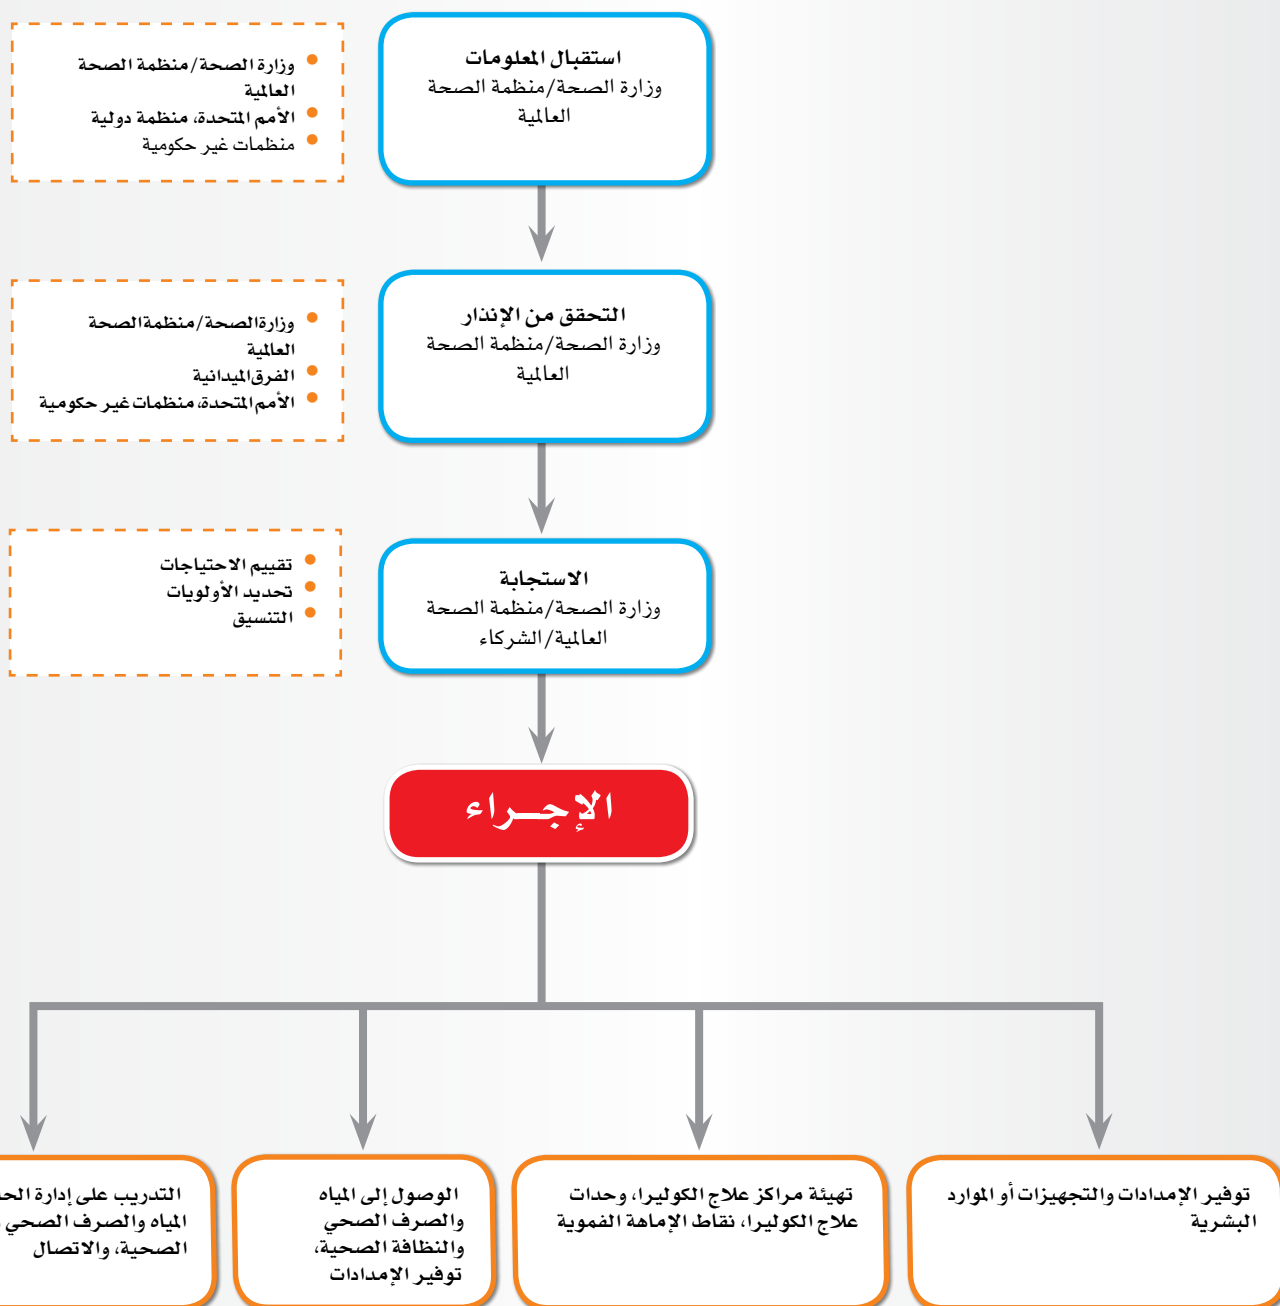 استقبال المعلومات
وزارة الصحة/منظمة الصحة
العالمية
وزارة الصحة/منظمة الصحة
العالمية
الأمم المتحدة، منظمة دولية
منظمات غير حكومية
التحقق من الإنذار
وزارة الصحة/منظمة الصحة
العالمية
وزارة الصحة/منظمة الصحة
العالمية
الفرق الميدانية
الأمم المتحدة، منظمات غير حكومية
الاستجابة
وزارة الصحة/منظمة الصحة
العالمية/الشركاء
تقييم الاحتياجات
تحديد الأولويات
التنسيق
الإجـــراء
توفير الإمدادات والتجهيزات أو الموارد
البشرية
تهيئة مراكز علاج الكوليرا، وحدات
علاج الكوليرا، نقاط الإماهة الفموية
الوصول إلى المياه
والصرف الصحي
والنظافة الصحية،
توفير الإمدادات
التدريب على إدارة
المياه والصرف الصحي
الصحية، والاتصال